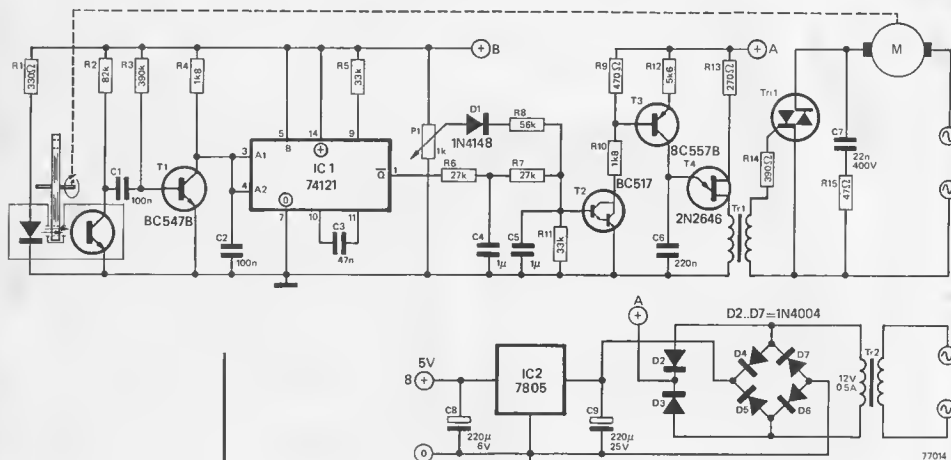 B
A
M
R1
330Ω
R2
82k
R3
390k
R4
1k8
R5
33k
R9
470Ω
R12
5k6
R13
270Ω
Tri1
D1
1N4148
R8
56k
P1
1k
T3
8C557B
C7
22n
400V
5
B
14
9
3
A1
IC 1
74121
Q
1
R6
27k
R7
27k
R10
1k8
T4
R14
390Ω
C1
100n
T1
BC547B
4
A2
0
7
10
11
T2
BC517
2N2646
Tr1
R15
47Ω
C2
100n
C3
47n
C4
1µ
C5
1µ
R11
33k
C6
220n
A
D2..D7=1N4004
5V
8
IC2
7805
D2
D4
D7
12V
0.5A
Tr2
D3
D5
D6
C8
220µ
6V
C9
220µ
25V
0
77014